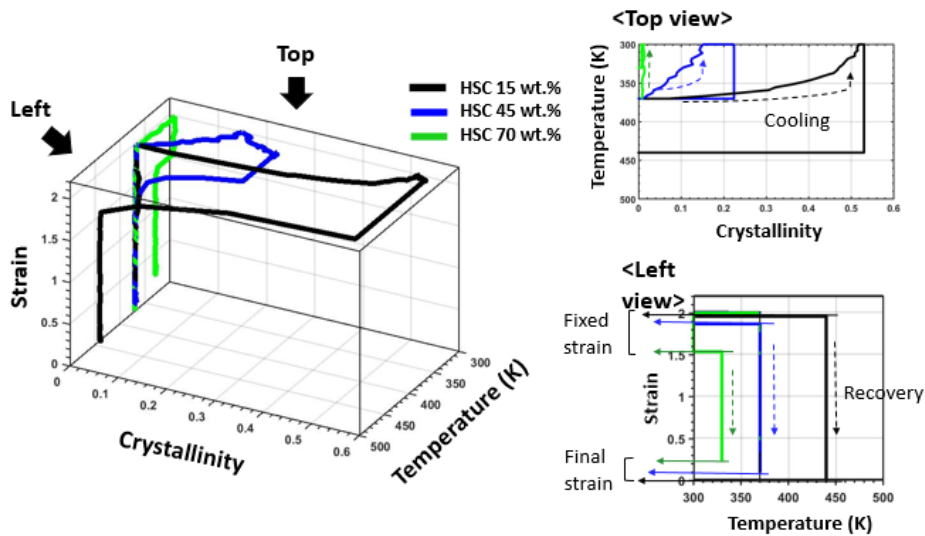 Top
Left
HSC 15 wt.%
HSC 45 wt.%
HSC 70 wt.%
Strain
2
1.5
1
0.5
0
0
0.1
0.2
0.3
0.4
0.5
0.6
Crystallinity
300
350
400
450
500
Temperature (K)
<Top view>
300
350
400
450
500
Temperature (K)
Cooling
0
0.1
0.2
0.3
0.4
0.5
0.6
Crystallinity
<Left
view>
Fixed
strain
Final
strain
Strain
2
1.5
1
0.5
0
Recovery
300
350
400
450
500
Temperature (K)